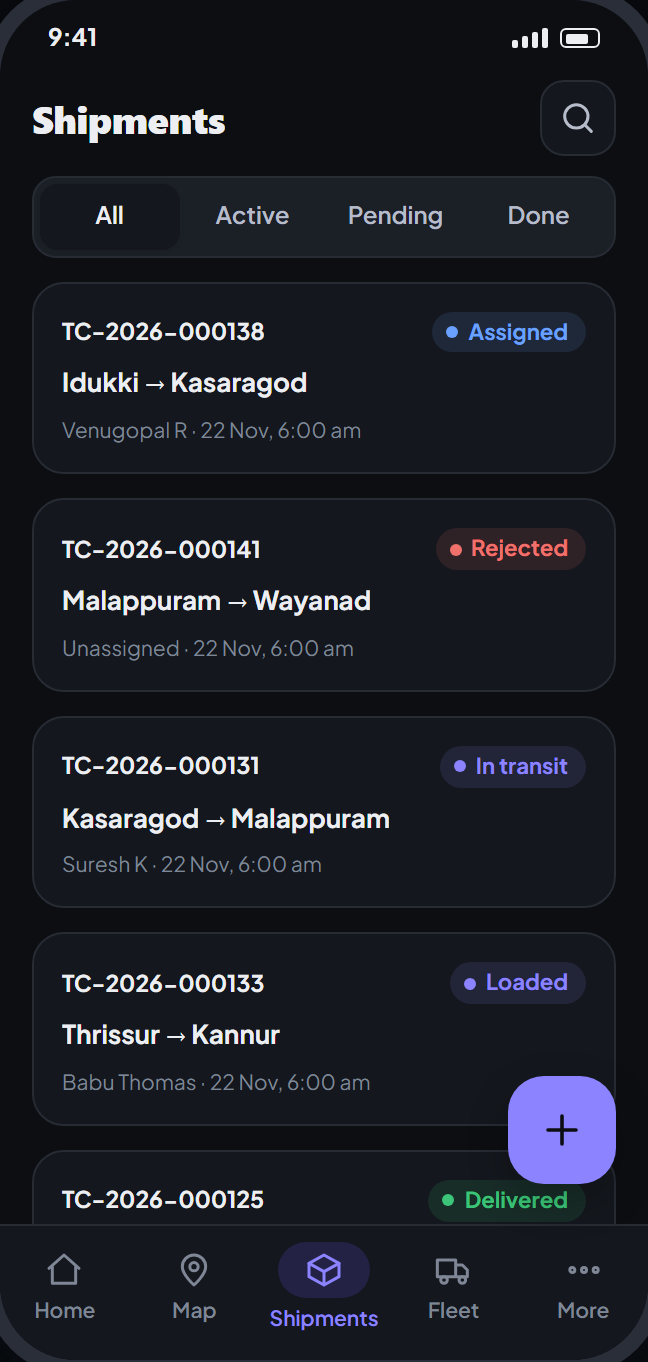 9:41
Shipments
All Active Pending Done
TC-2026-000138 Assigned
Idukki → Kasaragod
Venugopal R · 22 Nov, 6:00 am
TC-2026-000141 Rejected
Malappuram → Wayanad
Unassigned · 22 Nov, 6:00 am
TC-2026-000131 In transit
Kasaragod → Malappuram
Suresh K · 22 Nov, 6:00 am
TC-2026-000133 Loaded
Thrissur → Kannur
Babu Thomas · 22 Nov, 6:00 am
TC-2026-000125 Delivered
Home Map Shipments Fleet More